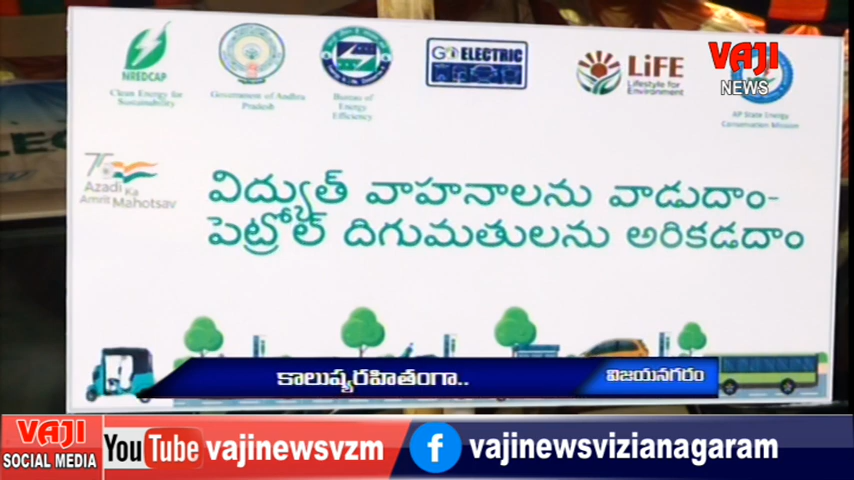 NREDCAP
Clean Energy for
Sustainability
Government of Andhra
Pradesh
Bureau of
Energy
Efficiency
GO ELECTRIC
LiFE
Lifestyle for
Environment
VAJI
NEWS
AP State Energy
Conservation Mission
75
Azadi Ka
Amrit Mahotsav
విద్యుత్ వాహనాలను వాడుదాం-
పెట్రోల్ దిగుమతులను అరికడదాం
కాలుష్యరహితంగా..
విజయనగరం
VAJI
SOCIAL MEDIA
YouTube vajinewsvzm
f vajinewsvizianagaram